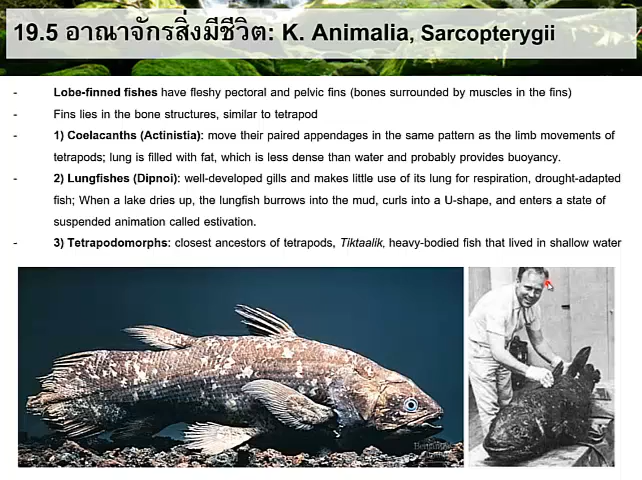 19.5 อาณาจักรสิ่งมีชีวิต: K. Animalia, Sarcopterygii
- Lobe-finned fishes have fleshy pectoral and pelvic fins (bones surrounded by muscles in the fins)
- Fins lies in the bone structures, similar to tetrapod
- 1) Coelacanths (Actinistia): move their paired appendages in the same pattern as the limb movements of
tetrapods; lung is filled with fat, which is less dense than water and probably provides buoyancy.
- 2) Lungfishes (Dipnoi): well-developed gills and makes little use of its lung for respiration, drought-adapted
fish; When a lake dries up, the lungfish burrows into the mud, curls into a U-shape, and enters a state of
suspended animation called estivation.
- 3) Tetrapodomorphs: closest ancestors of tetrapods, Tiktaalik, heavy-bodied fish that lived in shallow water